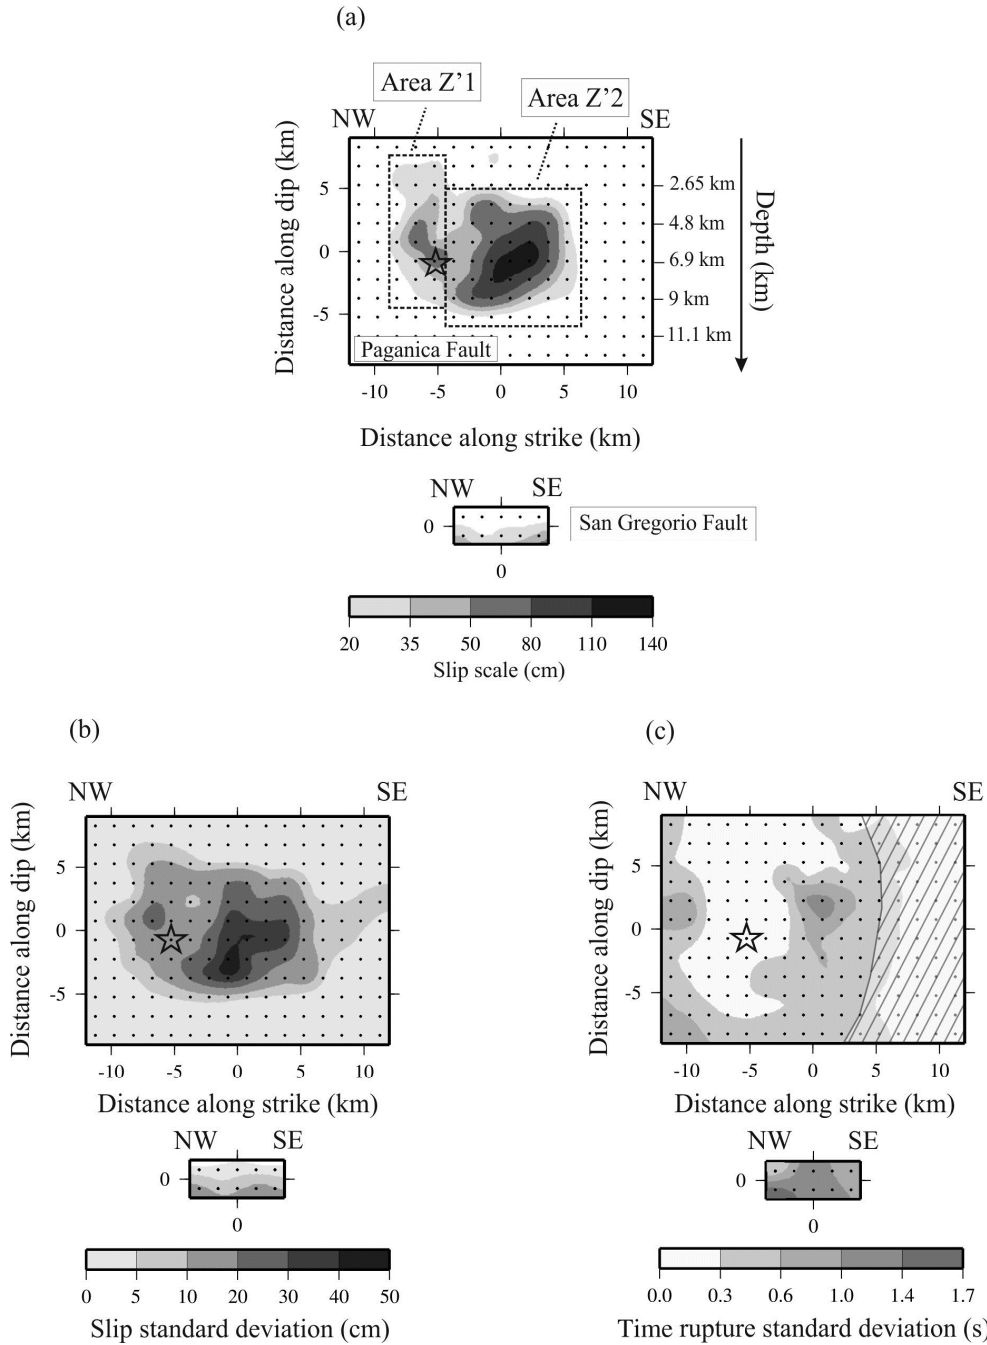 (a)
Area Z'1
Area Z'2
NW
SE
Distance along dip (km)
5
0
-5
2.65 km
4.8 km
6.9 km
9 km
11.1 km
Depth (km)
Paganica Fault
-10 -5 0 5 10
Distance along strike (km)
NW SE
0
San Gregorio Fault
0
20 35 50 80 110 140
Slip scale (cm)
(b)
NW SE
Distance along dip (km)
5
0
-5
-10 -5 0 5 10
Distance along strike (km)
NW SE
0
0
0 5 10 20 30 40 50
Slip standard deviation (cm)
(c)
NW SE
Distance along dip (km)
5
0
-5
-10 -5 0 5 10
Distance along strike (km)
NW SE
0
0
0.0 0.3 0.6 1.0 1.4 1.7
Time rupture standard deviation (s)